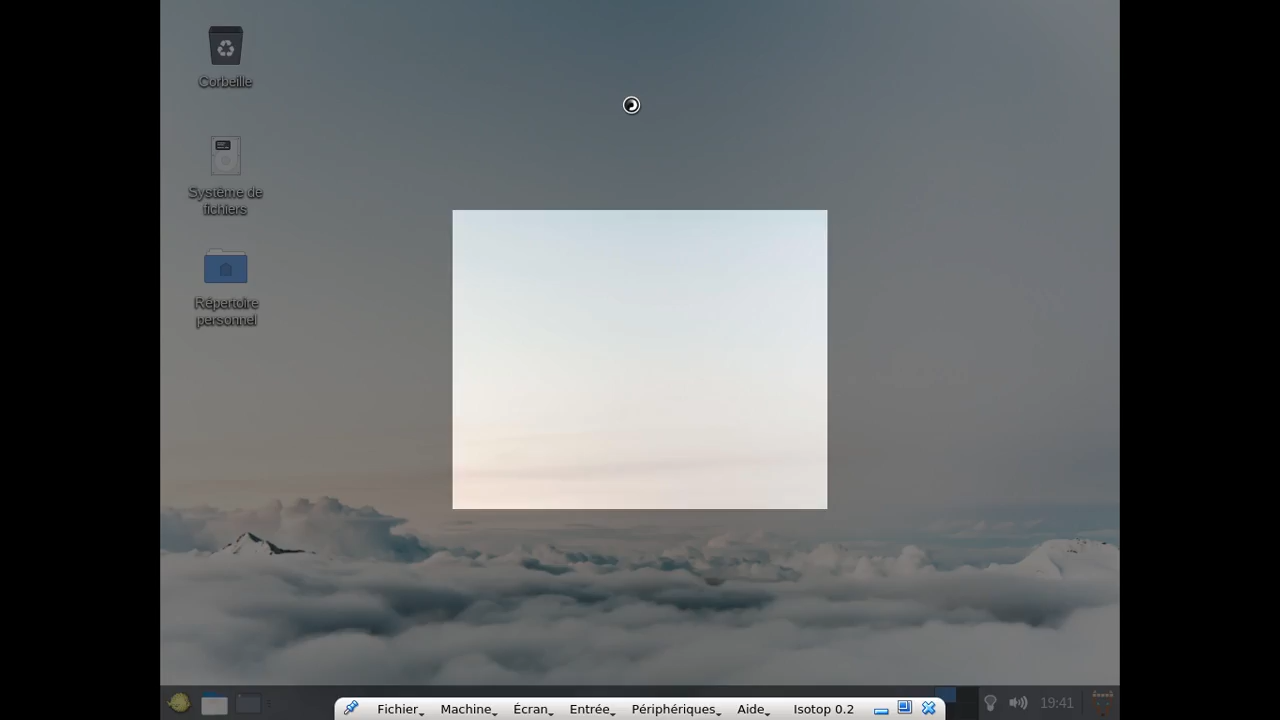 Corbeille
Système de
fichiers
Répertoire
personnel
19:41
Fichier Machine Écran Entrée Périphériques Aide Isotop 0.2